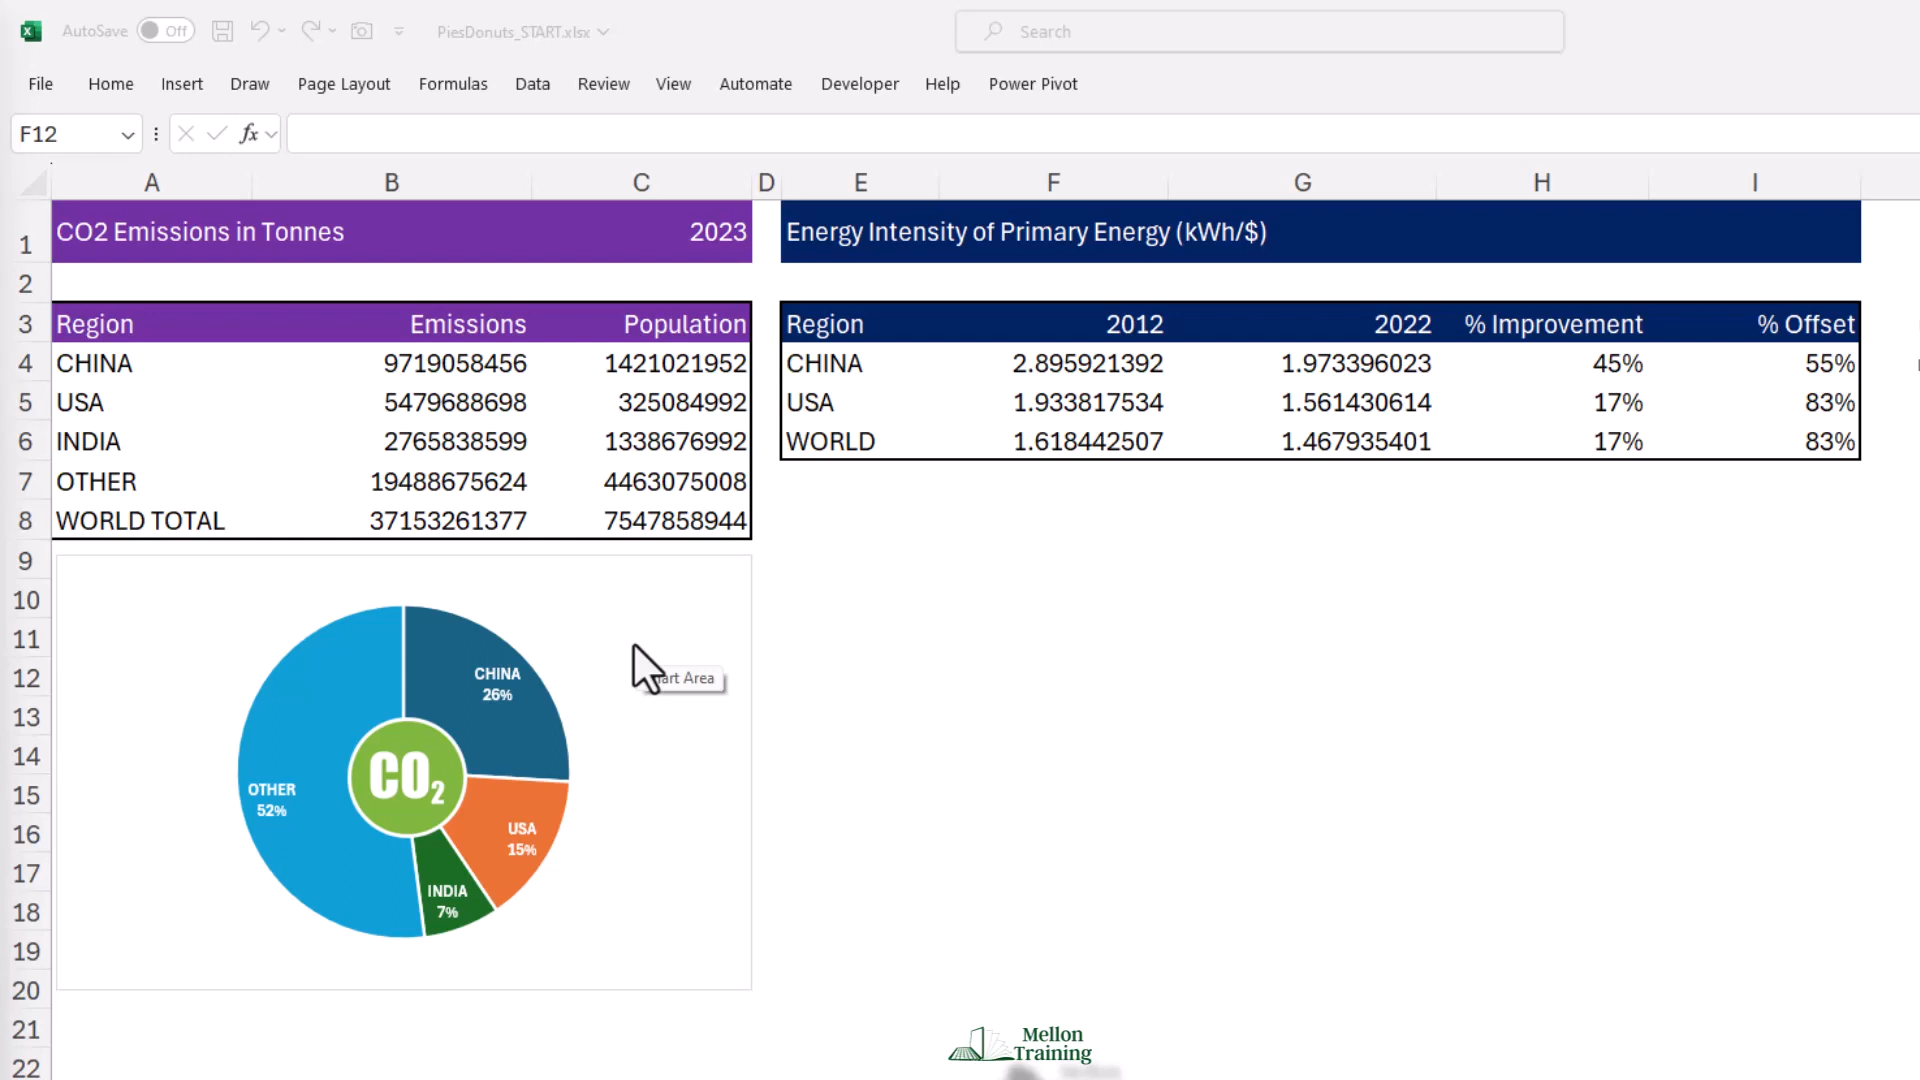 AutoSave Off PiesDonuts_START.xlsx Search
File Home Insert Draw Page Layout Formulas Data Review View Automate Developer Help Power Pivot
F12 fx
A B C D E F G H I
1 CO2 Emissions in Tonnes 2023 Energy Intensity of Primary Energy (kWh/$)
2
3 Region Emissions Population Region 2012 2022 % Improvement % Offset
4 CHINA 9719058456 1421021952 CHINA 2.895921392 1.973396023 45% 55%
5 USA 5479688698 325084992 USA 1.933817534 1.561430614 17% 83%
6 INDIA 2765838599 1338676992 WORLD 1.618442507 1.467935401 17% 83%
7 OTHER 19488675624 4463075008
8 WORLD TOTAL 37153261377 7547858944
9
10
11
12 CHINA Area
26%
13
14 CO2
15 OTHER
52%
16 USA
15%
17 INDIA
18 7%
19
20
21 Mellon
Training
22